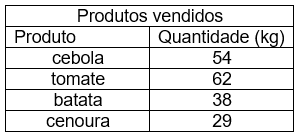 Produtos vendidos
Produto Quantidade (kg)
cebola 54
tomate 62
batata 38
cenoura 29